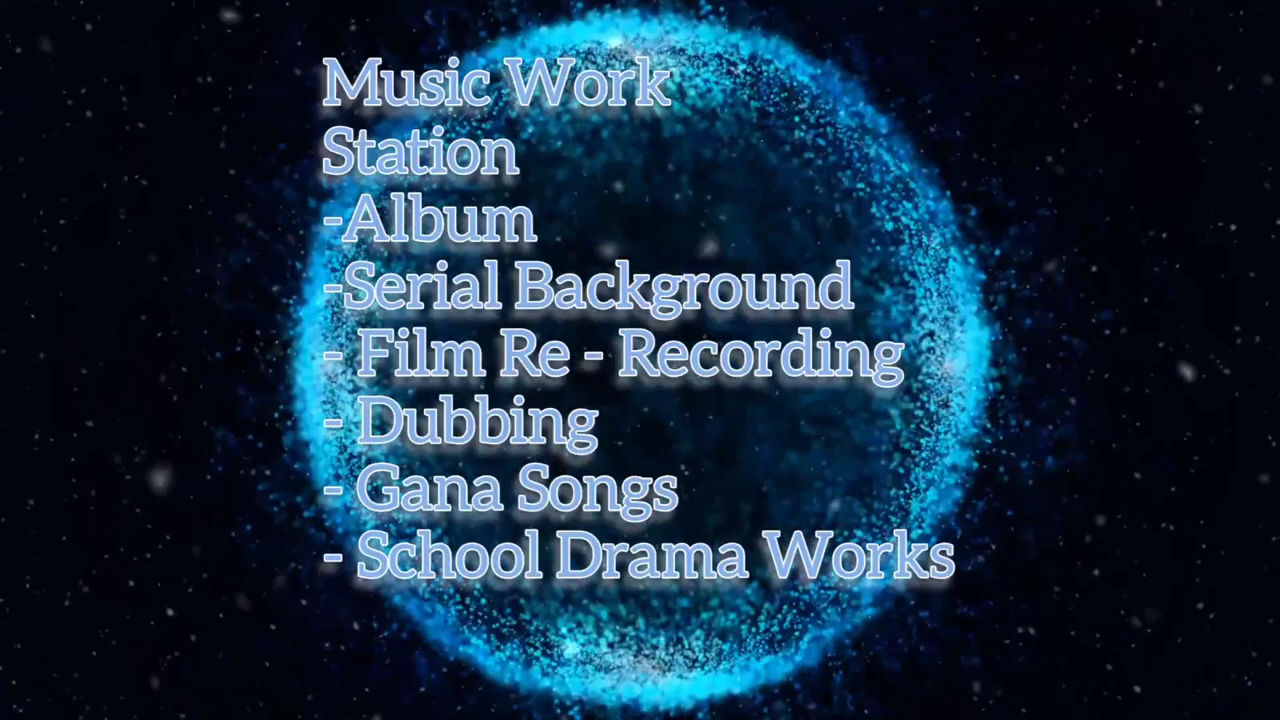 Music Work
Station
-Album
-Serial Background
- Film Re - Recording
- Dubbing
- Gana Songs
- School Drama Works